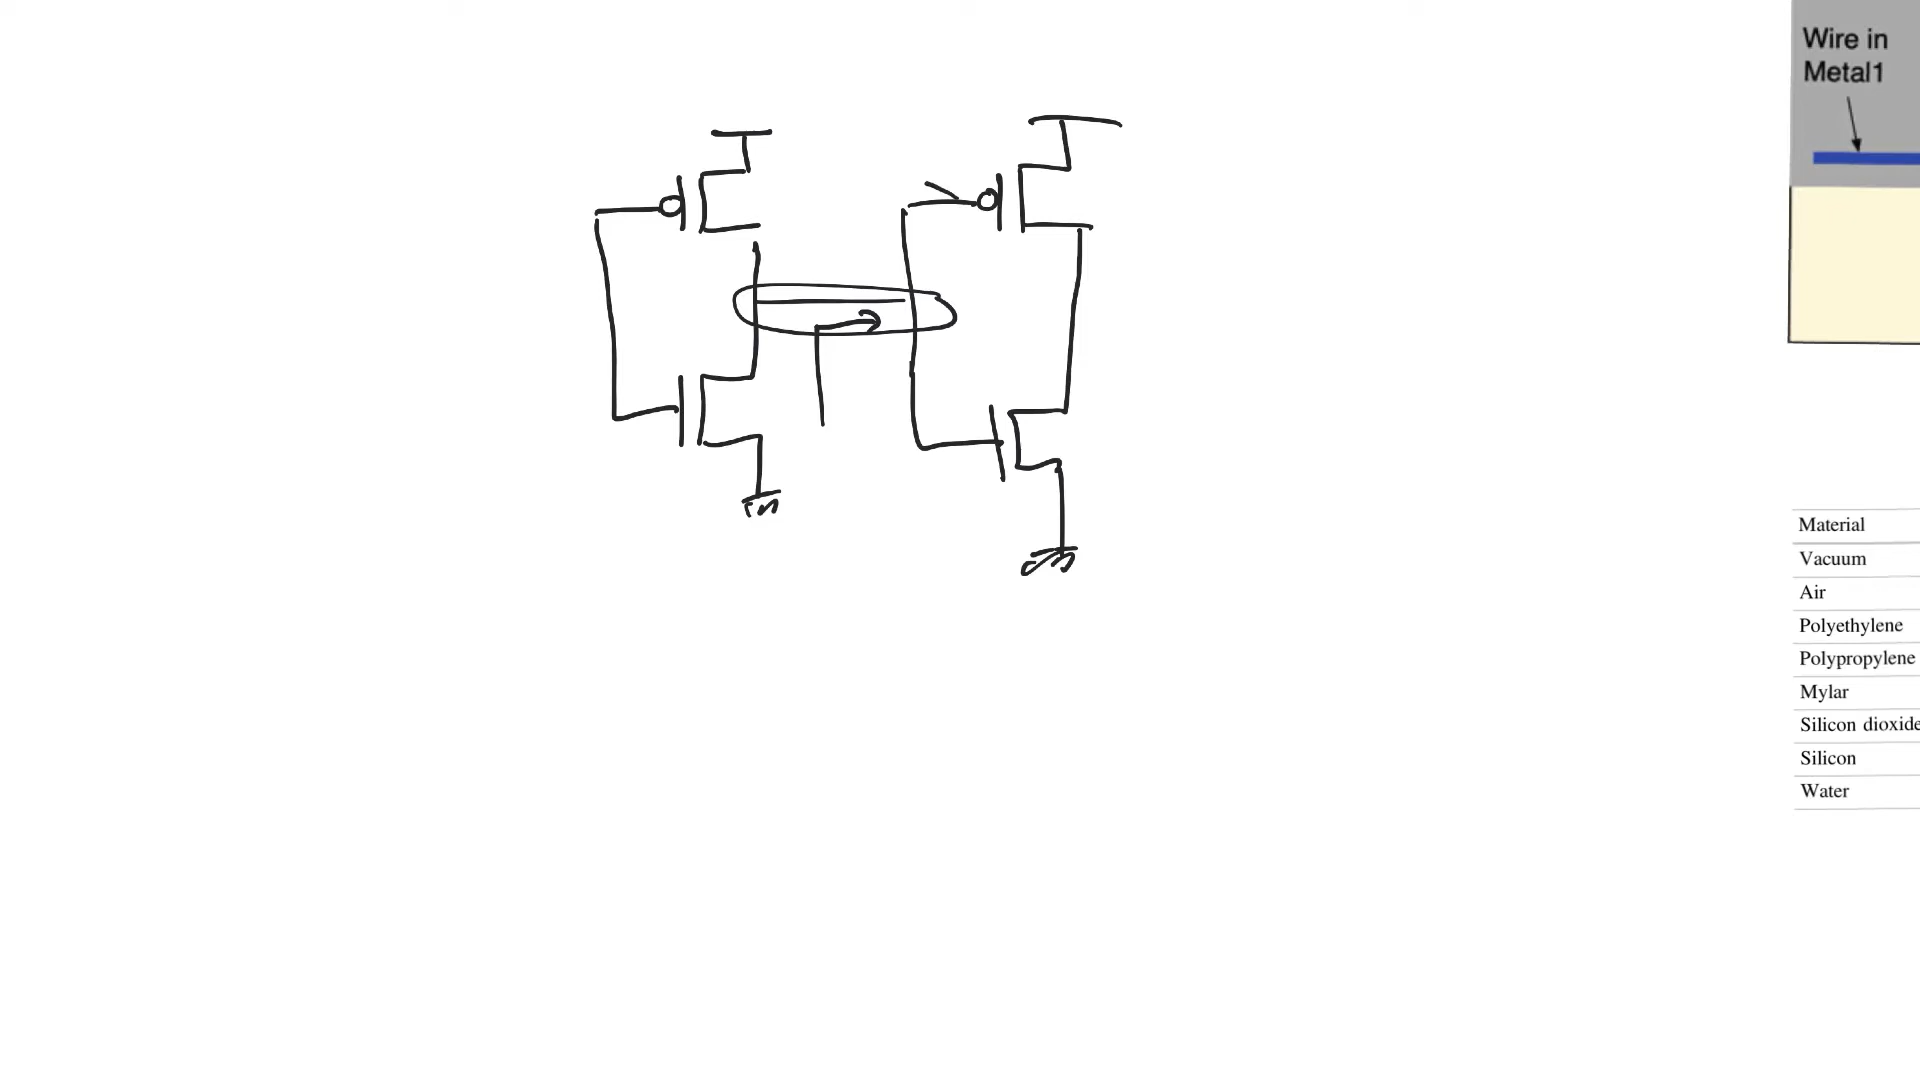 Wire in
Metal1
Material
Vacuum
Air
Polyethylene
Polypropylene
Mylar
Silicon dioxide
Silicon
Water